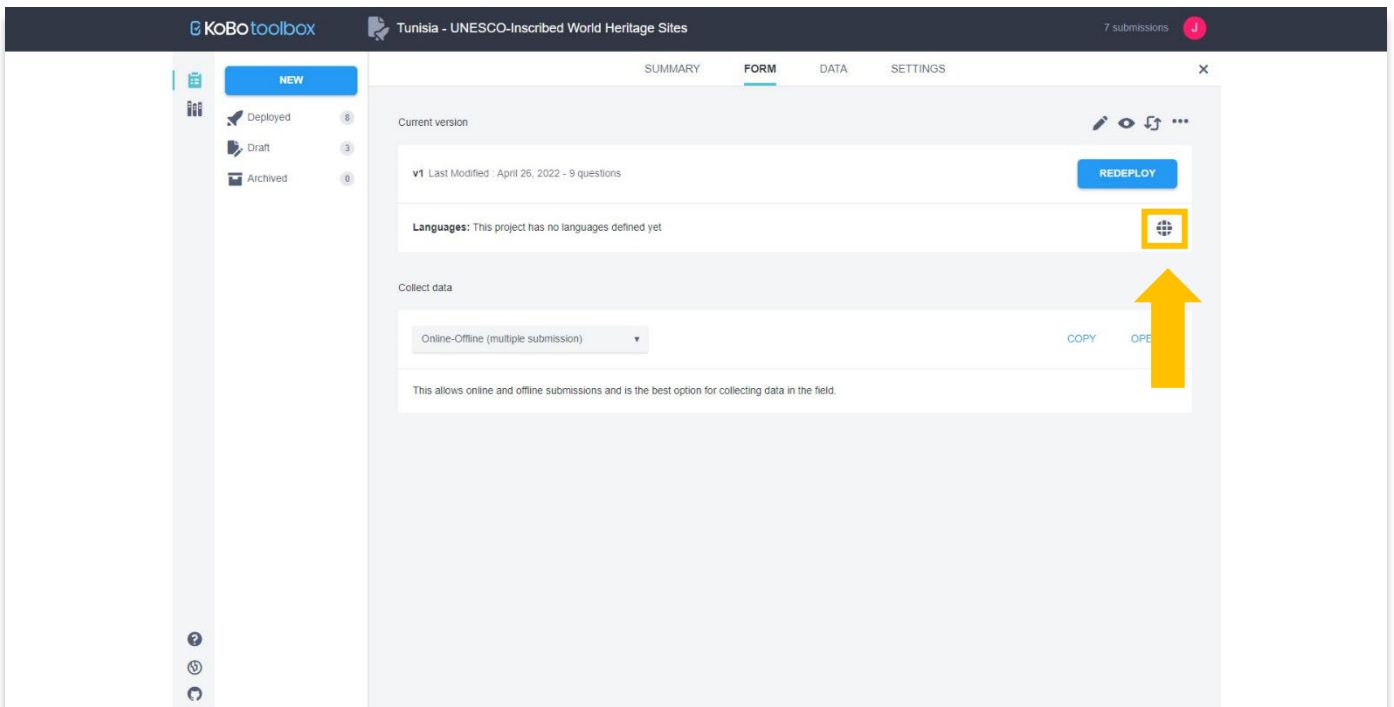 KoBotoolbox
Tunisia - UNESCO-Inscribed World Heritage Sites
7 submissions
J
NEW
SUMMARY FORM DATA SETTINGS
Deployed 8
Draft 3
Archived 0
Current version
v1 Last Modified : April 26, 2022 - 9 questions
REDEPLOY
Languages: This project has no languages defined yet
Collect data
Online-Offline (multiple submission)
COPY
This allows online and offline submissions and is the best option for collecting data in the field.